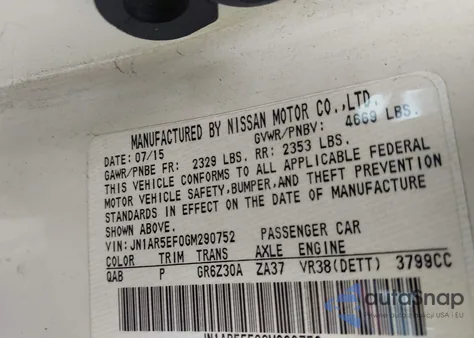 MANUFACTURED BY NISSAN MOTOR CO.,LTD.
DATE: 07/15 GVWR/PNBV: 4669 LBS.
GAWR/PNBE FR: 2329 LBS. RR: 2353 LBS.
THIS VEHICLE CONFORMS TO ALL APPLICABLE FEDERAL
MOTOR VEHICLE SAFETY,BUMPER,AND THEFT PREVENTION
STANDARDS IN EFFECT ON THE DATE OF MANUFACTURE
SHOWN ABOVE.
VIN: JN1AR5EF0GM290752 PASSENGER CAR
COLOR TRIM TRANS AXLE ENGINE
QAB P GR6Z30A ZA37 VR38(DETT) 3799CC
autoSnap